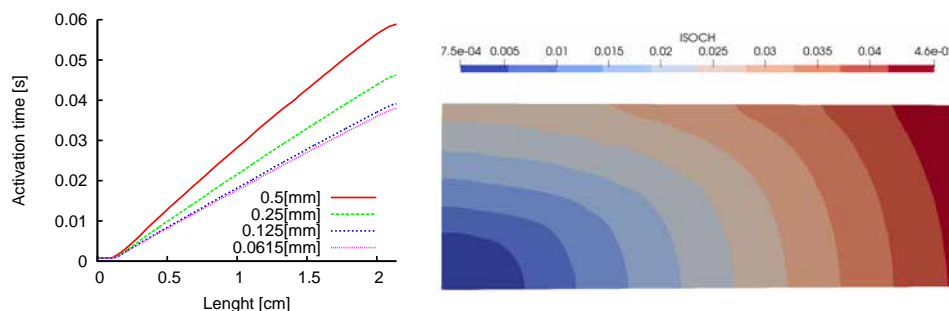 0.06
0.05
0.04
0.03
0.02
0.01
0
Activation time [s]
0.5[mm]
0.25[mm]
0.125[mm]
0.0615[mm]
0 0.5 1 1.5 2
Lenght [cm]
ISOCH
7.5e-04 0.005 0.01 0.015 0.02 0.025 0.03 0.035 0.04